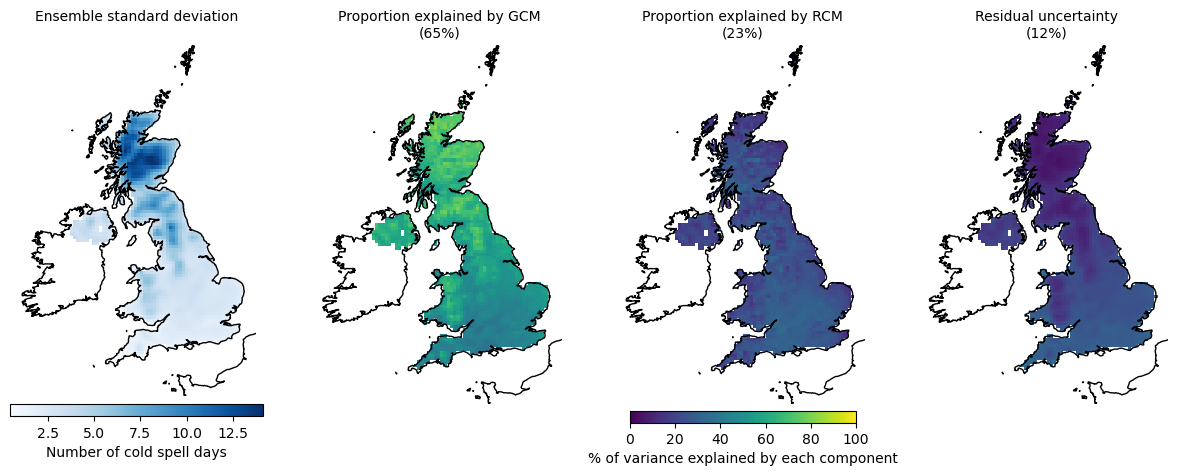 Ensemble standard deviation
Proportion explained by GCM
(65%)
Proportion explained by RCM
(23%)
Residual uncertainty
(12%)
2.5 5.0 7.5 10.0 12.5
Number of cold spell days
0 20 40 60 80 100
% of variance explained by each component